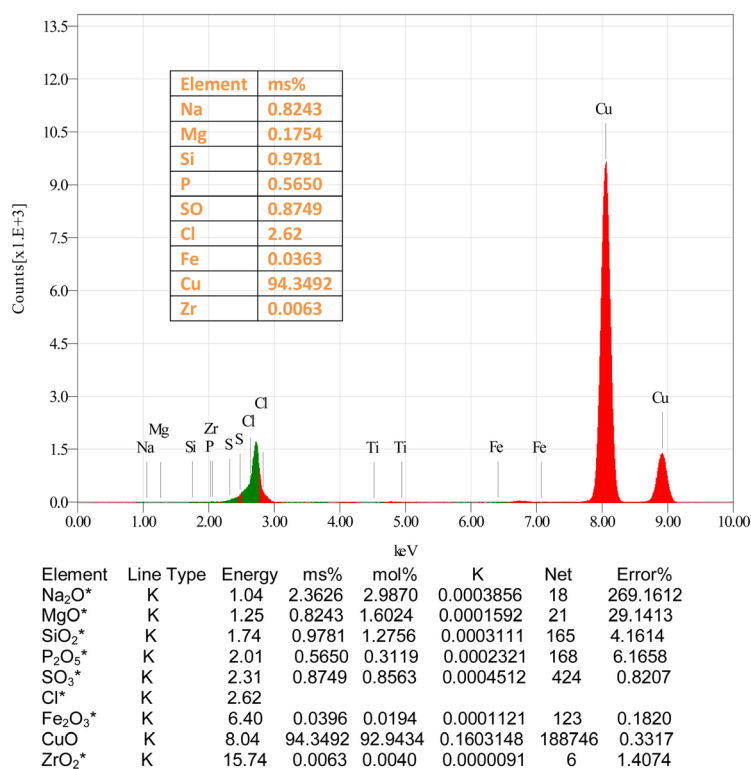 13.5
12.0
10.5
9.0
7.5
6.0
4.5
3.0
1.5
0.0
Counts[x1.E+3]
Element ms%
Na 0.8243
Mg 0.1754
Si 0.9781
P 0.5650
SO 0.8749
Cl 2.62
Fe 0.0363
Cu 94.3492
Zr 0.0063
Cu
Cu
Cl
Cl
Mg Zr S
Na Si P S Ti Ti Fe Fe
0.00 1.00 2.00 3.00 4.00 5.00 6.00 7.00 8.00 9.00 10.00
keV
Element Line Type Energy ms% mol% K Net Error%
Na₂O* K 1.04 2.3626 2.9870 0.0003856 18 269.1612
MgO* K 1.25 0.8243 1.6024 0.0001592 21 29.1413
SiO₂* K 1.74 0.9781 1.2756 0.0003111 165 4.1614
P₂O₅* K 2.01 0.5650 0.3119 0.0002321 168 6.1658
SO₃* K 2.31 0.8749 0.8563 0.0004512 424 0.8207
Cl* K 2.62
Fe₂O₃* K 6.40 0.0396 0.0194 0.0001121 123 0.1820
CuO K 8.04 94.3492 92.9434 0.1603148 188746 0.3317
ZrO₂* K 15.74 0.0063 0.0040 0.0000091 6 1.4074